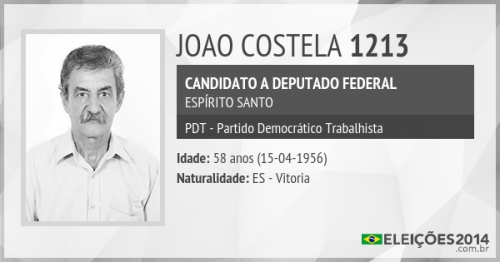 JOAO COSTELA 1213
CANDIDATO A DEPUTADO FEDERAL
ESPÍRITO SANTO
PDT - Partido Democrático Trabalhista
Idade: 58 anos (15-04-1956)
Naturalidade: ES - Vitoria
ELEIÇÕES2014
.com.br